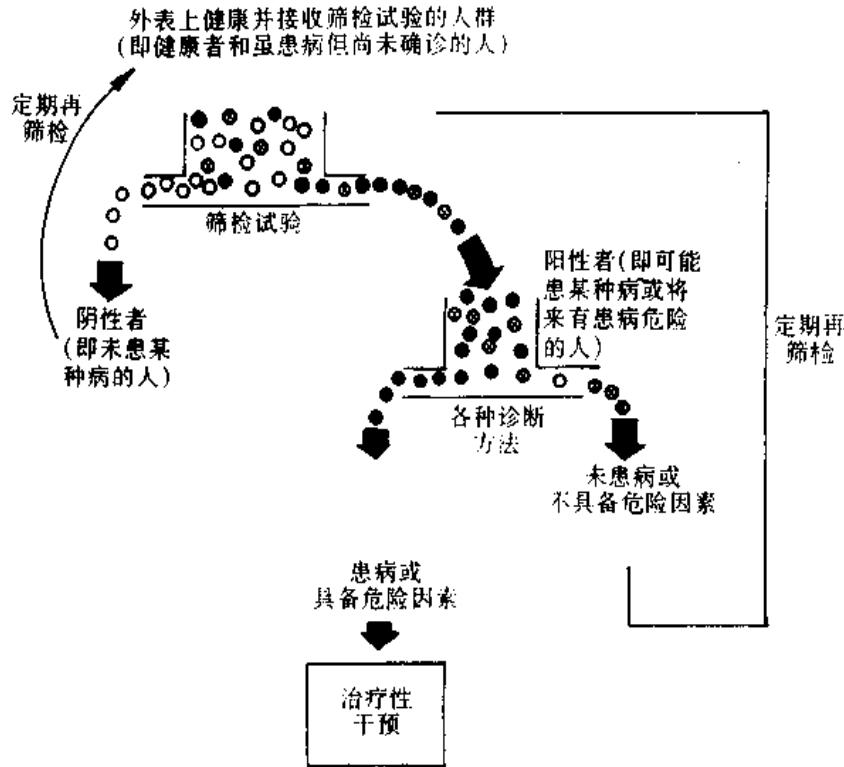 外表上健康并接收筛检试验的人群
(即健康者和虽患病但尚未确诊的人)
定期再
筛检
筛检试验
阴性者
(即未患某
种病的人)
阳性者(即可能
患某种病或将
来有患病危险
的人)
定期再
筛检
各种诊断
方法
未患病或
不具备危险因素
患病或
具备危险因素
治疗性
干预